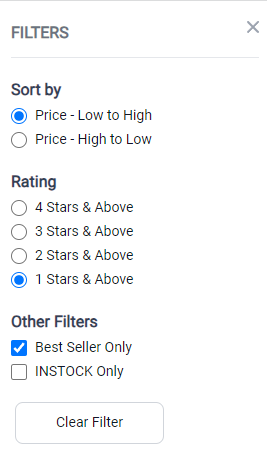 FILTERS
Sort by
Price - Low to High
Price - High to Low
Rating
4 Stars & Above
3 Stars & Above
2 Stars & Above
1 Stars & Above
Other Filters
Best Seller Only
INSTOCK Only
Clear Filter